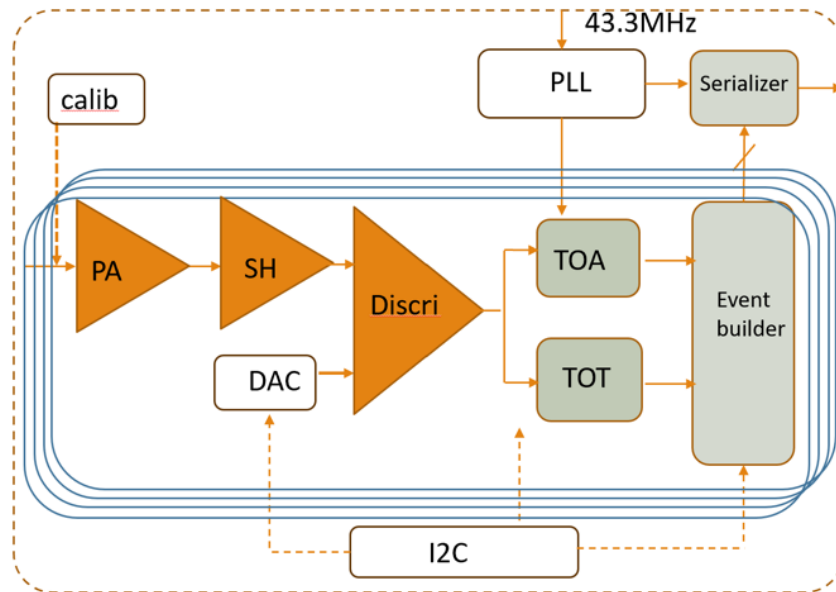 43.3MHz
PLL
Serializer
calib
PA
SH
Discri
TOA
Event
builder
DAC
TOT
I2C